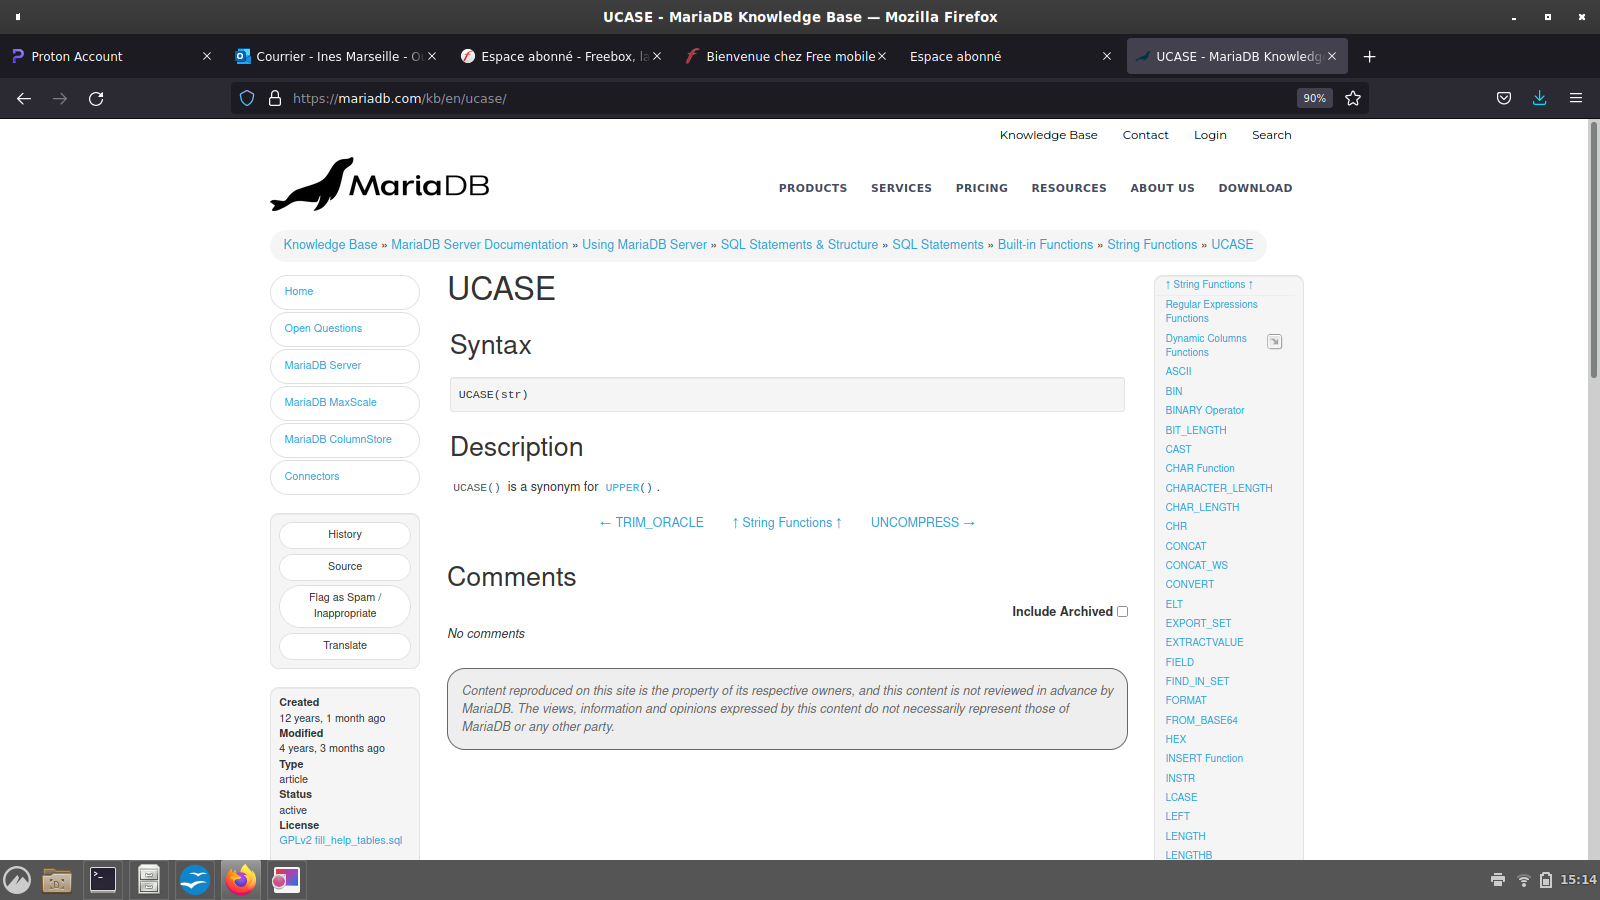 UCASE - MariaDB Knowledge Base — Mozilla Firefox
Proton Account
Courrier - Ines Marseille - O
Espace abonné - Freebox, la
Bienvenue chez Free mobile
Espace abonné
UCASE - MariaDB Knowledg
https://mariadb.com/kb/en/ucase/
90%
Knowledge Base Contact Login Search
MariaDB
PRODUCTS SERVICES PRICING RESOURCES ABOUT US DOWNLOAD
Knowledge Base » MariaDB Server Documentation » Using MariaDB Server » SQL Statements & Structure » SQL Statements » Built-in Functions » String Functions » UCASE
Home
Open Questions
MariaDB Server
MariaDB MaxScale
MariaDB ColumnStore
Connectors
History
Source
Flag as Spam /
Inappropriate
Translate
Created
12 years, 1 month ago
Modified
4 years, 3 months ago
Type
article
Status
active
License
GPLv2 fill_help_tables.sql
UCASE
Syntax
UCASE(str)
Description
UCASE() is a synonym for UPPER() .
← TRIM_ORACLE ↑ String Functions ↑ UNCOMPRESS →
Comments
Include Archived
No comments
Content reproduced on this site is the property of its respective owners, and this content is not reviewed in advance by
MariaDB. The views, information and opinions expressed by this content do not necessarily represent those of
MariaDB or any other party.
↑ String Functions ↑
Regular Expressions
Functions
Dynamic Columns
Functions
ASCII
BIN
BINARY Operator
BIT_LENGTH
CAST
CHAR Function
CHARACTER_LENGTH
CHAR_LENGTH
CHR
CONCAT
CONCAT_WS
CONVERT
ELT
EXPORT_SET
EXTRACTVALUE
FIELD
FIND_IN_SET
FORMAT
FROM_BASE64
HEX
INSERT Function
INSTR
LCASE
LEFT
LENGTH
LENGTHB
15:14